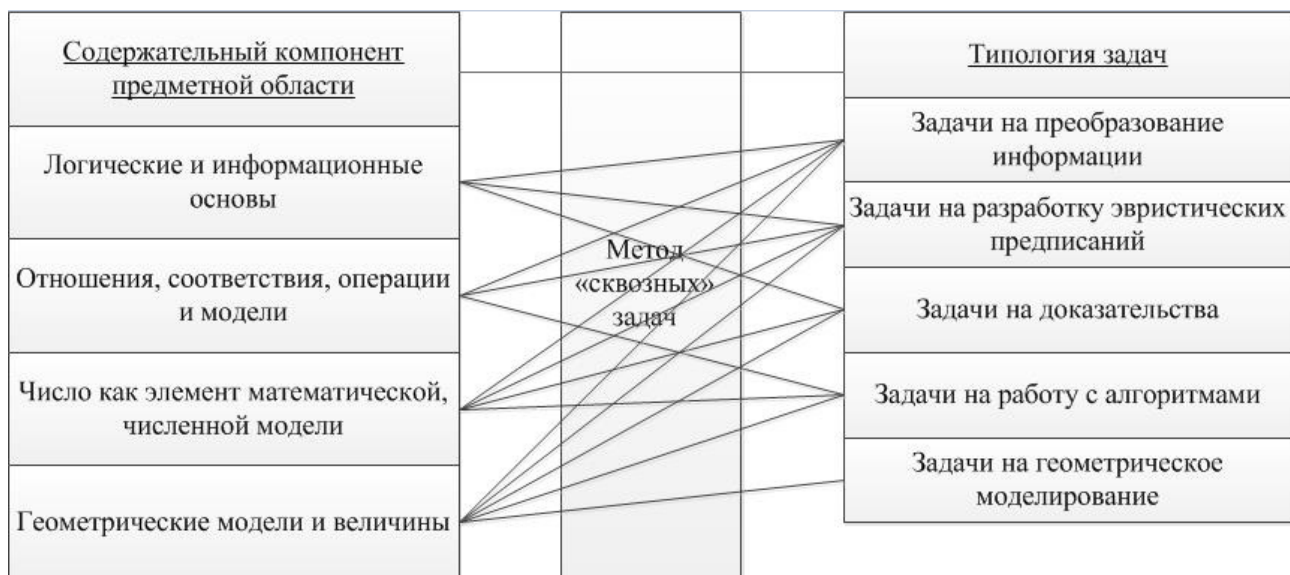 Содержательный компонент
предметной области
Логические и информационные
основы
Отношения, соответствия, операции
и модели
Число как элемент математической,
численной модели
Геометрические модели и величины
Метод
«сквозных»
задач
Типология задач
Задачи на преобразование
информации
Задачи на разработку эвристических
предписаний
Задачи на доказательства
Задачи на работу с алгоритмами
Задачи на геометрическое
моделирование